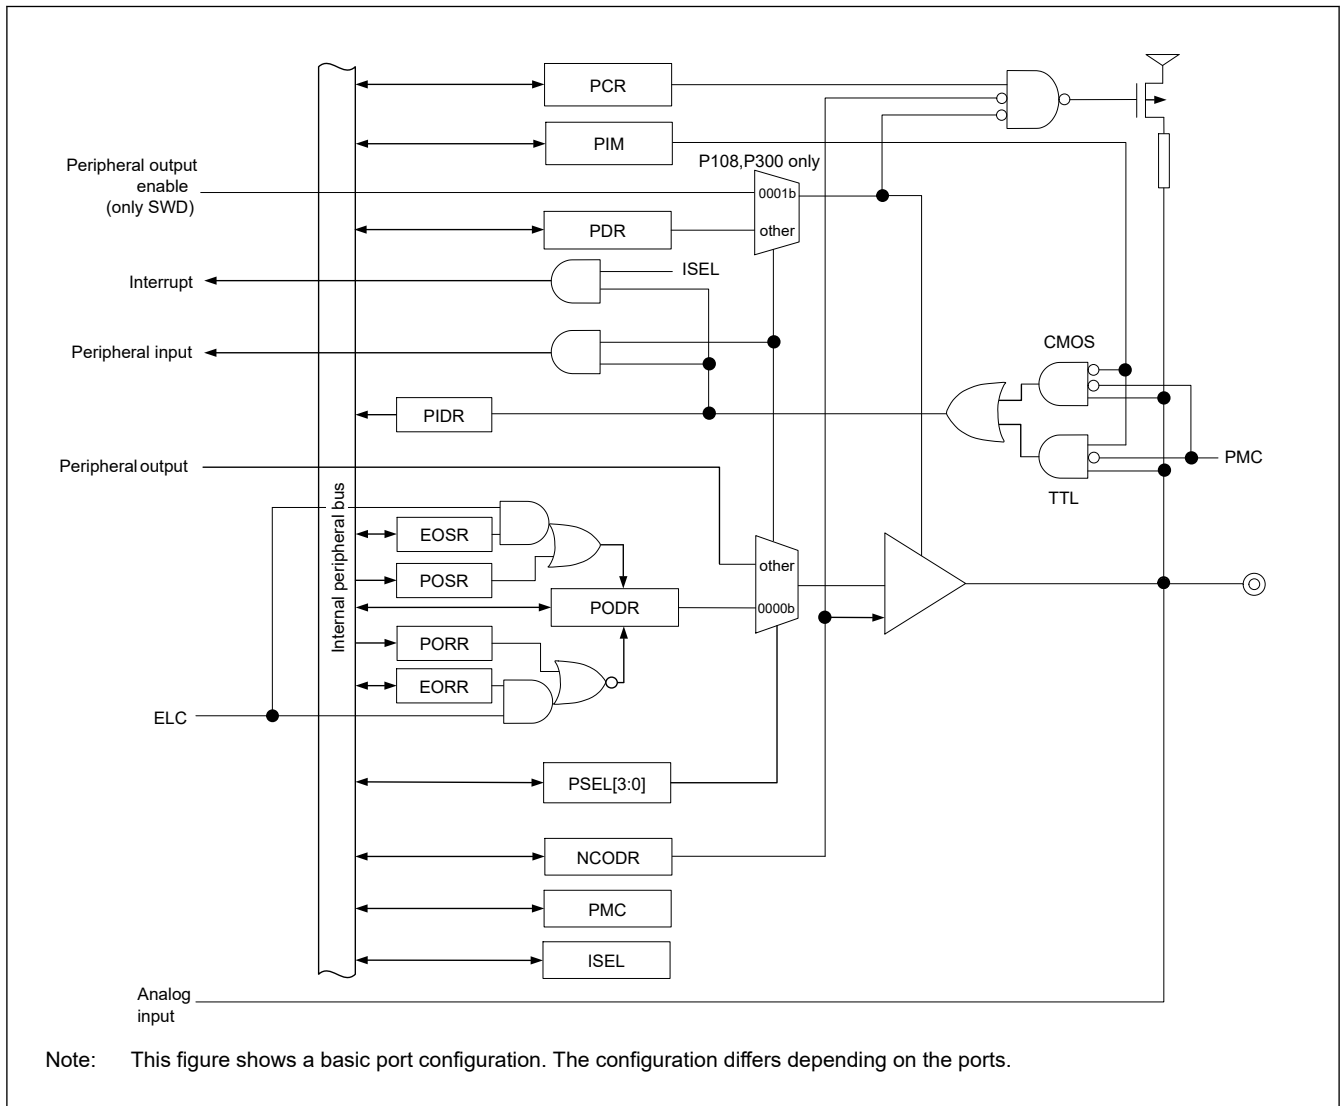 PCR
PIM
P108,P300 only
Peripheral output
enable
(only SWD)
0001b
PDR
other
ISEL
Interrupt
CMOS
Peripheral input
PIDR
Peripheral output
PMC
TTL
Internal peripheral bus
EOSR
other
POSR
PODR
0000b
PORR
EORR
ELC
PSEL[3:0]
NCODR
PMC
ISEL
Analog
input
Note: This figure shows a basic port configuration. The configuration differs depending on the ports.